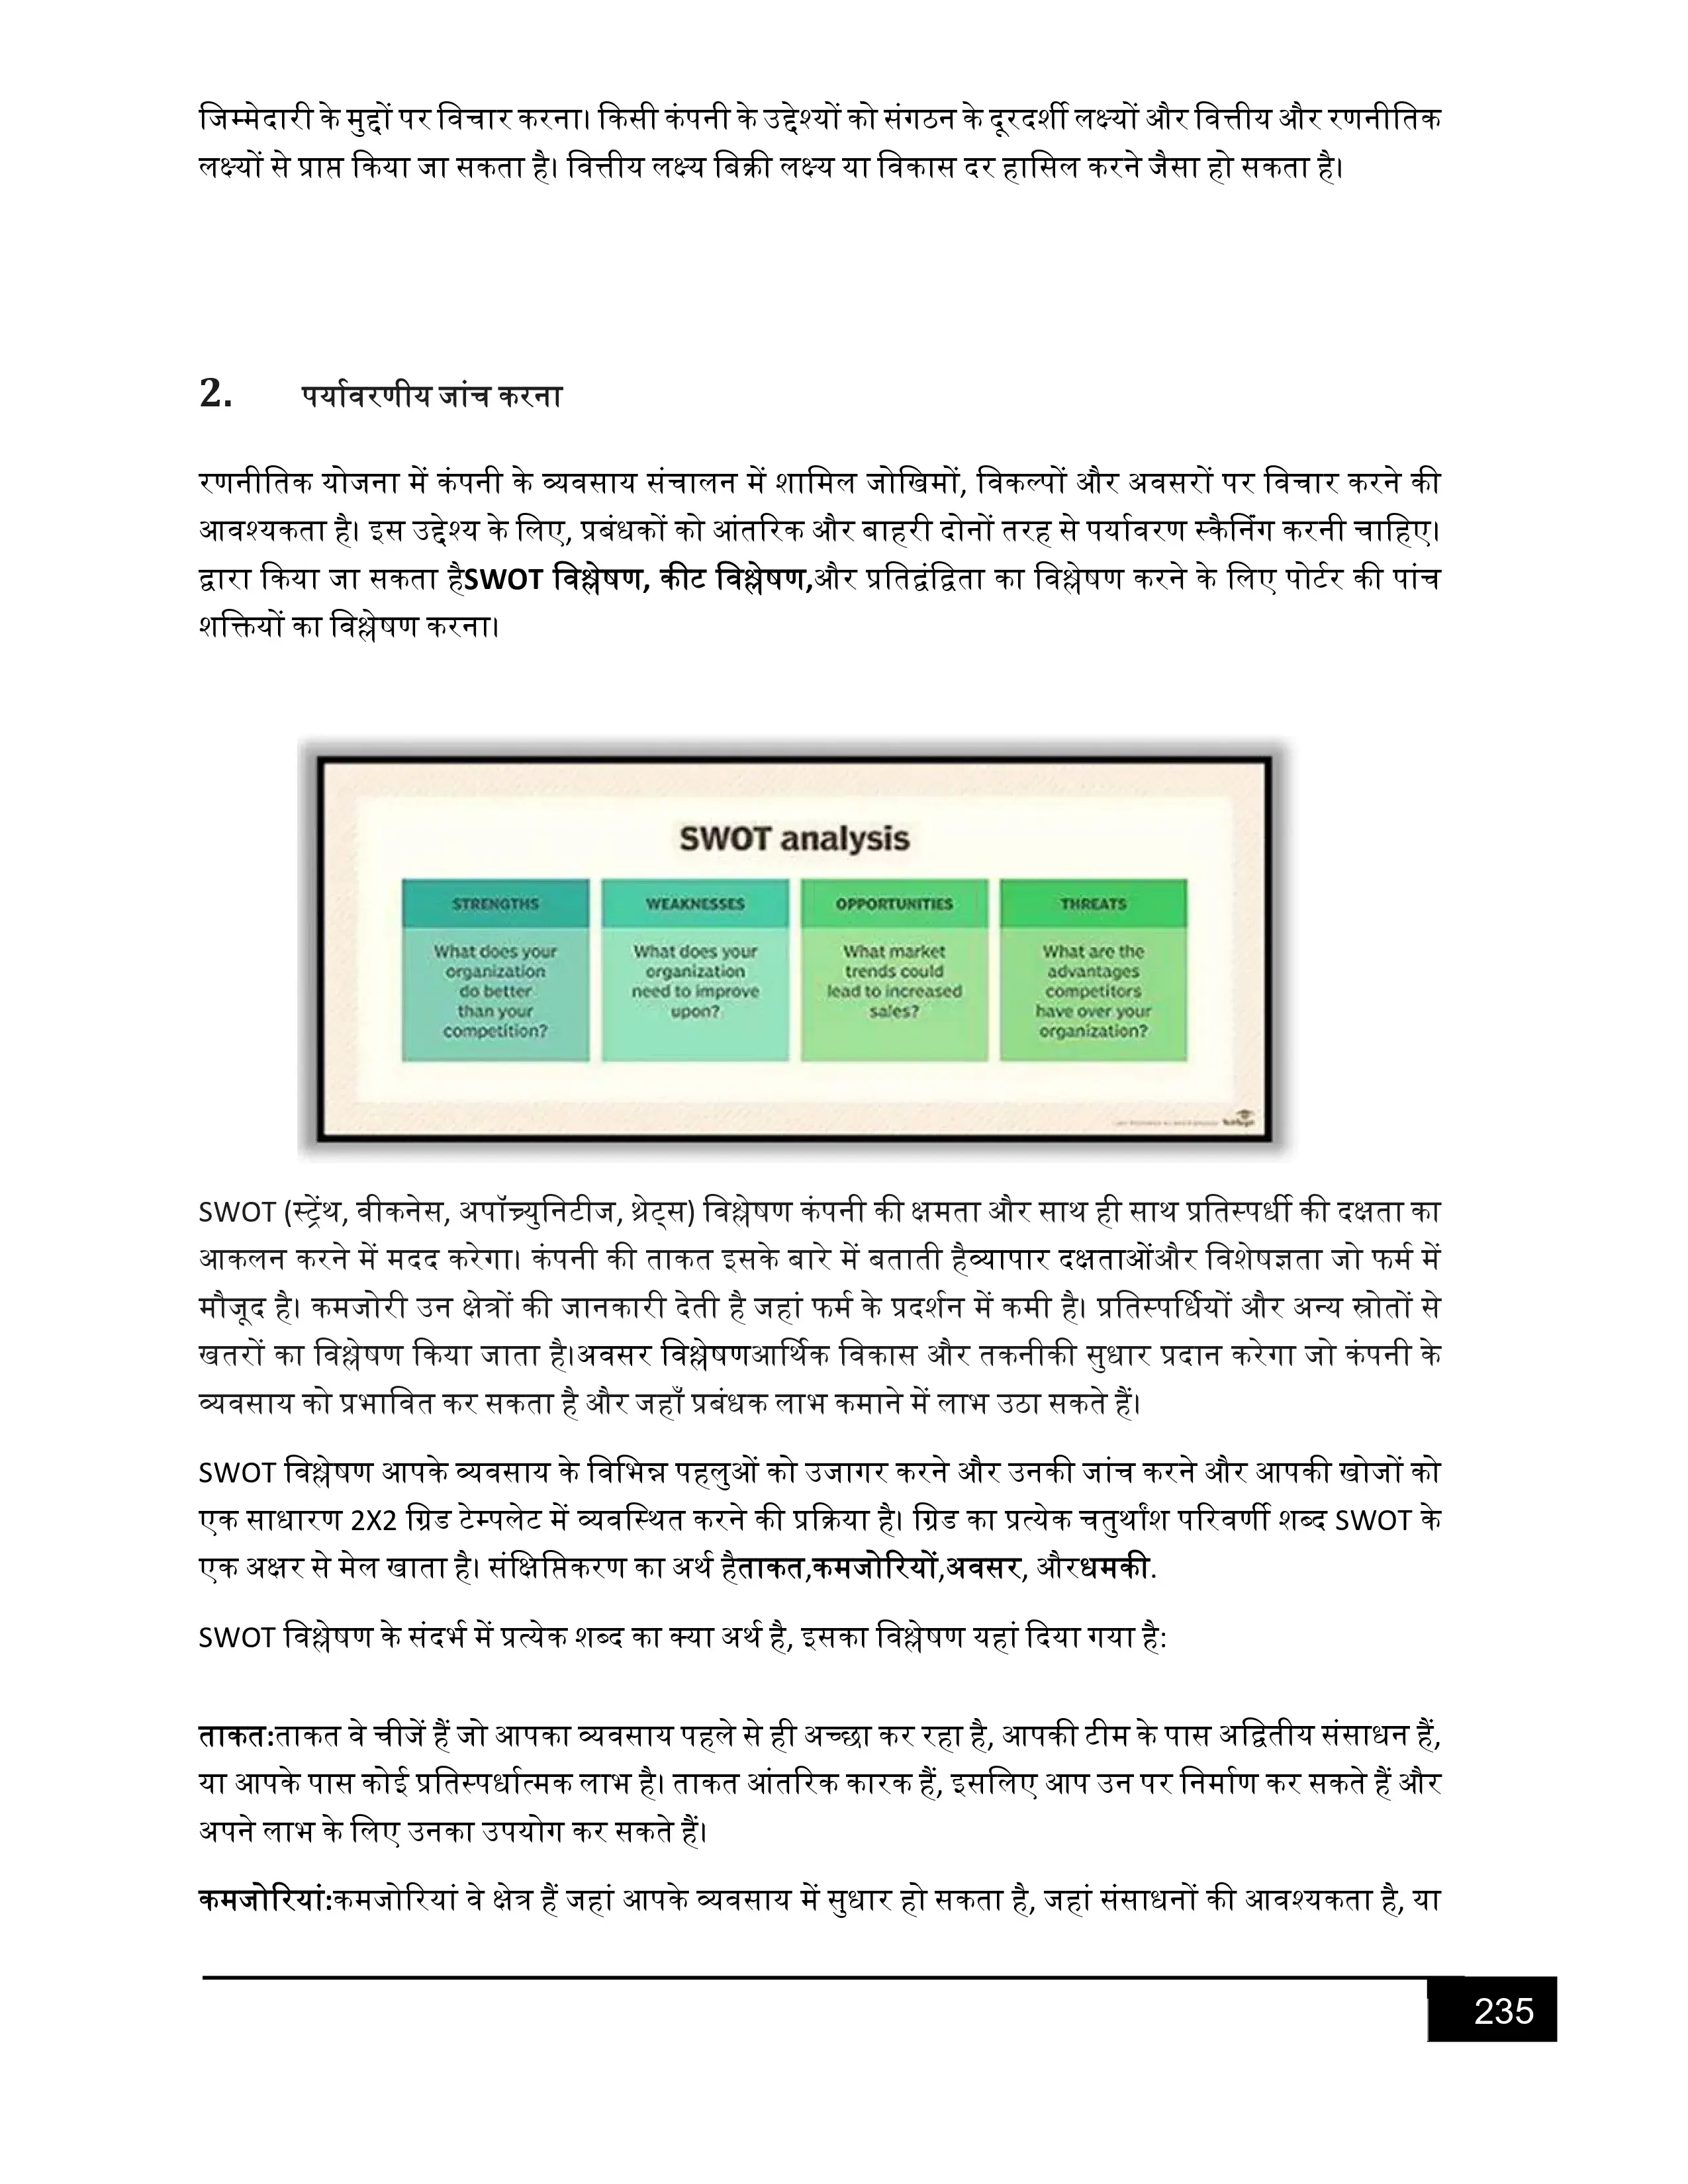 जिम्मेदारी के मुद्दों पर विचार करना। किसी कंपनी के उद्देश्यों को संगठन के दूरदर्शी लक्ष्यों और वित्तीय और रणनीतिक
लक्ष्यों से प्राप्त किया जा सकता है। वित्तीय लक्ष्य बिक्री लक्ष्य या विकास दर हासिल करने जैसा हो सकता है।
2. पर्यावरणीय जांच करना
रणनीतिक योजना में कंपनी के व्यवसाय संचालन में शामिल जोखिमों, विकल्पों और अवसरों पर विचार करने की
आवश्यकता है। इस उद्देश्य के लिए, प्रबंधकों को आंतरिक और बाहरी दोनों तरह से पर्यावरण स्कैनिंग करनी चाहिए।
द्वारा किया जा सकता हैSWOT विश्लेषण, कीट विश्लेषण,और प्रतिद्वंद्विता का विश्लेषण करने के लिए पोर्टर की पांच
शक्तियों का विश्लेषण करना।
SWOT analysis
STRENGTHS
What does your
organization
do better
than your
competition?
WEAKNESSES
What does your
organization
need to improve
upon?
OPPORTUNITIES
What market
trends could
lead to increased
sales?
THREATS
What are the
advantages
competitors
have over your
organization?
SWOT (स्ट्रेंथ, वीकनेस, अपॉर्च्युनिटीज, थ्रेट्स) विश्लेषण कंपनी की क्षमता और साथ ही साथ प्रतिस्पर्धी की दक्षता का
आकलन करने में मदद करेगा। कंपनी की ताकत इसके बारे में बताती हैव्यापार दक्षताओंऔर विशेषज्ञता जो फर्म में
मौजूद है। कमजोरी उन क्षेत्रों की जानकारी देती है जहां फर्म के प्रदर्शन में कमी है। प्रतिस्पर्धियों और अन्य स्रोतों से
खतरों का विश्लेषण किया जाता है।अवसर विश्लेषणआर्थिक विकास और तकनीकी सुधार प्रदान करेगा जो कंपनी के
व्यवसाय को प्रभावित कर सकता है और जहाँ प्रबंधक लाभ कमाने में लाभ उठा सकते हैं।
SWOT विश्लेषण आपके व्यवसाय के विभिन्न पहलुओं को उजागर करने और उनकी जांच करने और आपकी खोजों को
एक साधारण 2X2 ग्रिड टेम्पलेट में व्यवस्थित करने की प्रक्रिया है। ग्रिड का प्रत्येक चतुर्थांश परिवर्णी शब्द SWOT के
एक अक्षर से मेल खाता है। संक्षिप्तिकरण का अर्थ हैताकत,कमजोरियों,अवसर, औरधमकी.
SWOT विश्लेषण के संदर्भ में प्रत्येक शब्द का क्या अर्थ है, इसका विश्लेषण यहां दिया गया है:
ताकत:ताकत वे चीजें हैं जो आपका व्यवसाय पहले से ही अच्छा कर रहा है, आपकी टीम के पास अद्वितीय संसाधन हैं,
या आपके पास कोई प्रतिस्पर्धात्मक लाभ है। ताकत आंतरिक कारक हैं, इसलिए आप उन पर निर्माण कर सकते हैं और
अपने लाभ के लिए उनका उपयोग कर सकते हैं।
कमजोरियां:कमजोरियां वे क्षेत्र हैं जहां आपके व्यवसाय में सुधार हो सकता है, जहां संसाधनों की आवश्यकता है, या
235